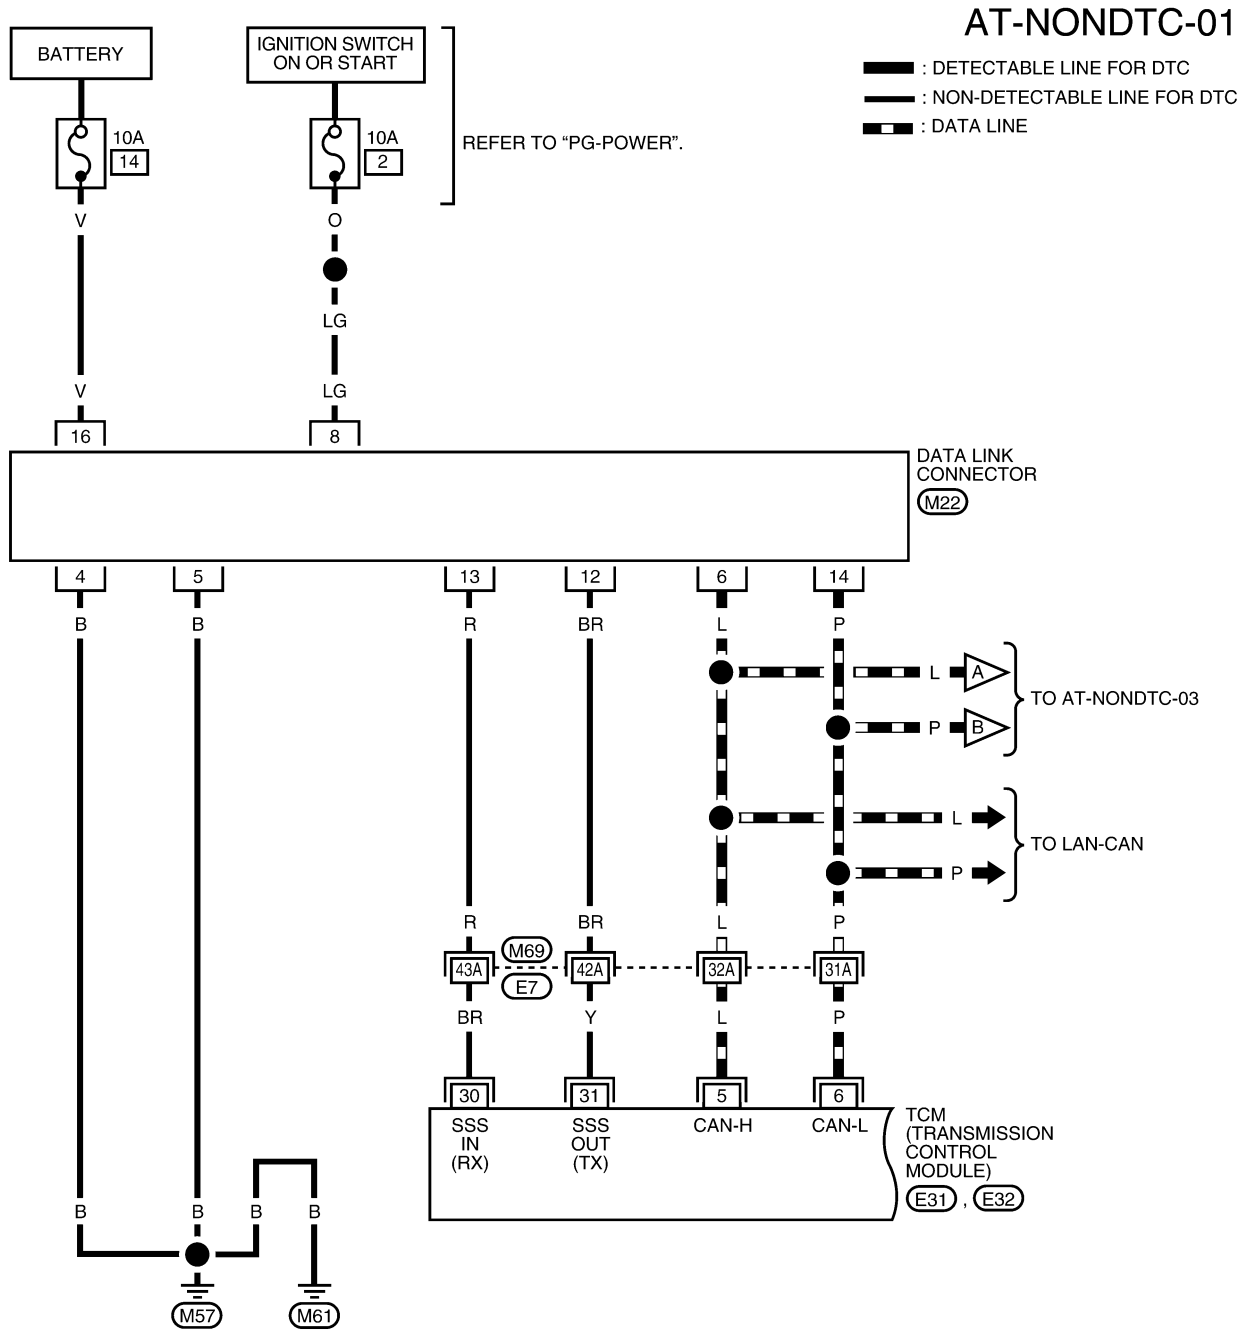 AT-NONDTC-01
BATTERY
IGNITION SWITCH
ON OR START
: DETECTABLE LINE FOR DTC
: NON-DETECTABLE LINE FOR DTC
: DATA LINE
10A
14
10A
2
REFER TO “PG-POWER”.
V
O
LG
V
LG
16
8
DATA LINK
CONNECTOR
M22
4
5
13
12
6
14
B
B
R
BR
L
P
L
A
P
B
TO AT-NONDTC-03
L
P
TO LAN-CAN
R
BR
L
P
M69
E7
43A
42A
32A
31A
BR
Y
L
P
30
31
5
6
SSS
IN
(RX)
SSS
OUT
(TX)
CAN-H
CAN-L
TCM
(TRANSMISSION
CONTROL
MODULE)
E31 , E32
B
B
B
B
M57
M61